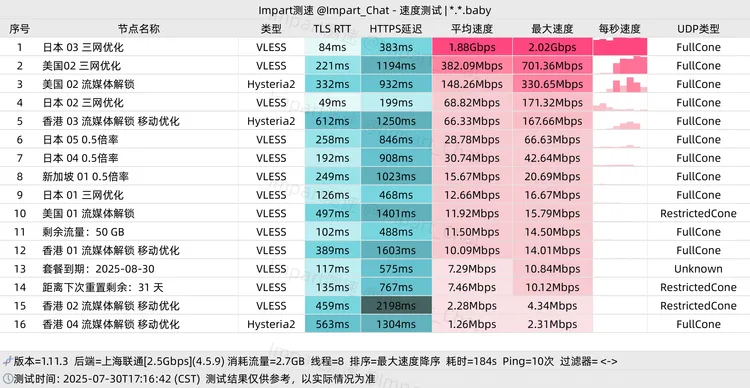 Impart测速 @Impart_Chat - 速度测试 | *.*.baby
序号 节点名称 类型 TLS RTT HTTPS延迟 平均速度 最大速度 每秒速度 UDP类型
1 日本 03 三网优化 VLESS 84ms 383ms 1.88Gbps 2.02Gbps FullCone
2 美国02 三网优化 VLESS 221ms 1194ms 382.09Mbps 701.36Mbps FullCone
3 美国 02 流媒体解锁 Hysteria2 332ms 932ms 148.26Mbps 330.65Mbps FullCone
4 日本 02 三网优化 VLESS 49ms 199ms 68.82Mbps 171.32Mbps FullCone
5 香港 03 流媒体解锁 移动优化 Hysteria2 612ms 1250ms 66.33Mbps 167.66Mbps FullCone
6 日本 05 0.5倍率 VLESS 258ms 846ms 28.78Mbps 66.63Mbps FullCone
7 日本 04 0.5倍率 VLESS 192ms 908ms 30.74Mbps 42.64Mbps FullCone
8 新加坡 01 0.5倍率 VLESS 249ms 1023ms 15.67Mbps 20.69Mbps FullCone
9 日本 01 三网优化 VLESS 126ms 468ms 12.66Mbps 16.67Mbps FullCone
10 美国 01 流媒体解锁 VLESS 497ms 1401ms 11.92Mbps 15.79Mbps RestrictedCone
11 剩余流量：50 GB VLESS 102ms 488ms 11.50Mbps 14.50Mbps FullCone
12 香港 01 流媒体解锁 移动优化 VLESS 389ms 1603ms 10.09Mbps 14.01Mbps FullCone
13 套餐到期：2025-08-30 VLESS 117ms 575ms 7.29Mbps 10.84Mbps Unknown
14 距离下次重置剩余：31 天 VLESS 135ms 767ms 7.46Mbps 10.12Mbps RestrictedCone
15 香港 02 流媒体解锁 移动优化 VLESS 459ms 2198ms 2.28Mbps 4.34Mbps RestrictedCone
16 香港 04 流媒体解锁 移动优化 Hysteria2 563ms 1304ms 1.26Mbps 2.31Mbps FullCone
版本=1.11.3 后端=上海联通[2.5Gbps](4.5.9) 消耗流量=2.7GB 线程=8 排序=最大速度降序 耗时=184s Ping=10次 过滤器= <->
测试时间：2025-07-30T17:16:42 (CST) 测试结果仅供参考，以实际情况为准